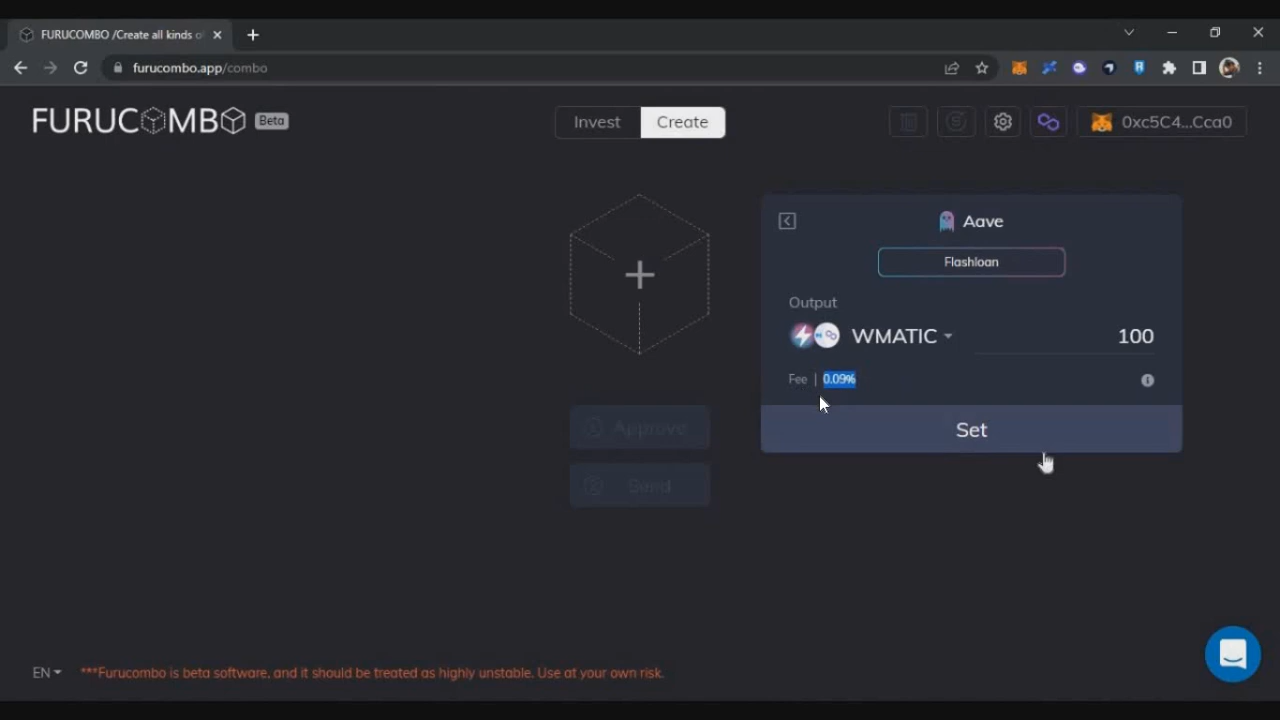 FURUCOMBO /Create all kinds o
furucombo.app/combo
FURUCOMBO Beta
Invest Create
0xc5C4...Cca0
Aave
Flashloan
Output
WMATIC 100
Fee | 0.09%
Set
Approve
Send
EN ***Furucombo is beta software, and it should be treated as highly unstable. Use at your own risk.